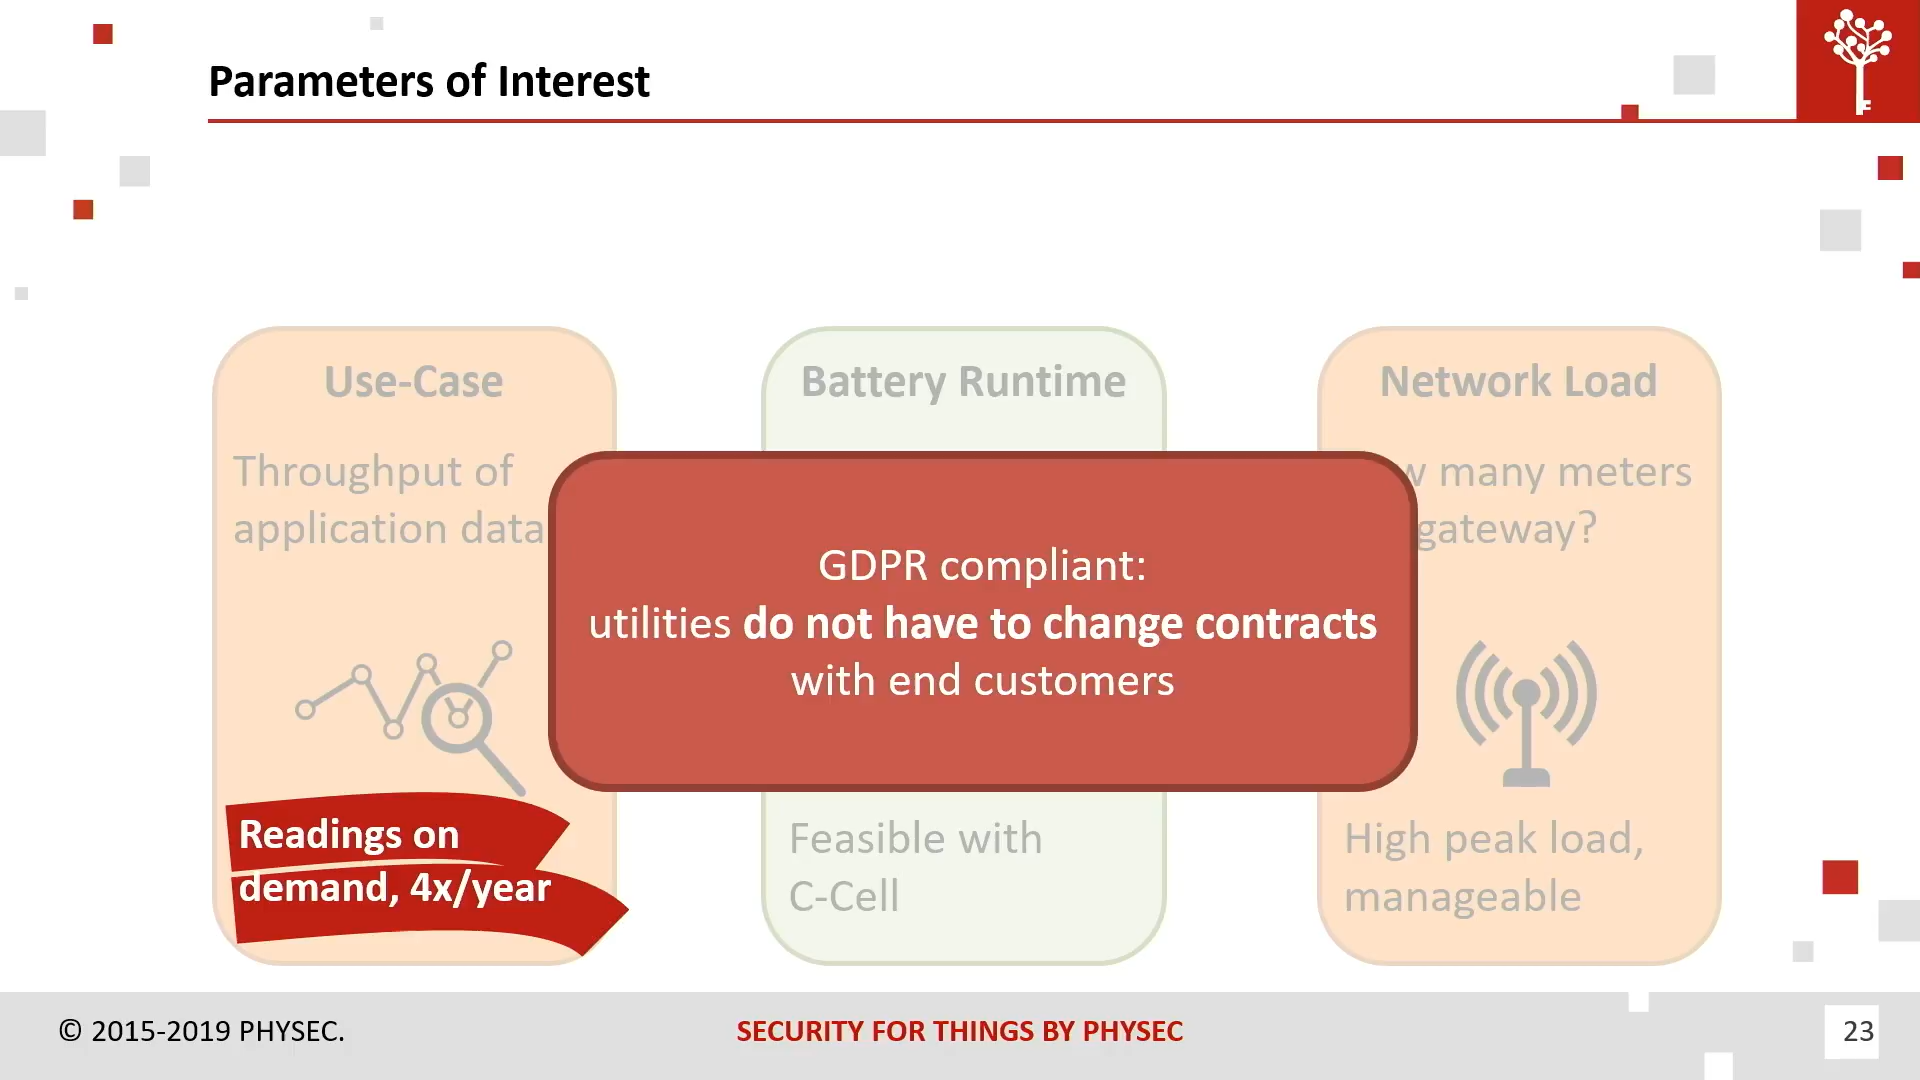 Parameters of Interest
Use-Case
Throughput of
application data
Readings on
demand, 4x/year
Battery Runtime
GDPR compliant:
utilities do not have to change contracts
with end customers
Feasible with
C-Cell
Network Load
many meters
gateway?
High peak load,
manageable
© 2015-2019 PHYSEC.
SECURITY FOR THINGS BY PHYSEC
23